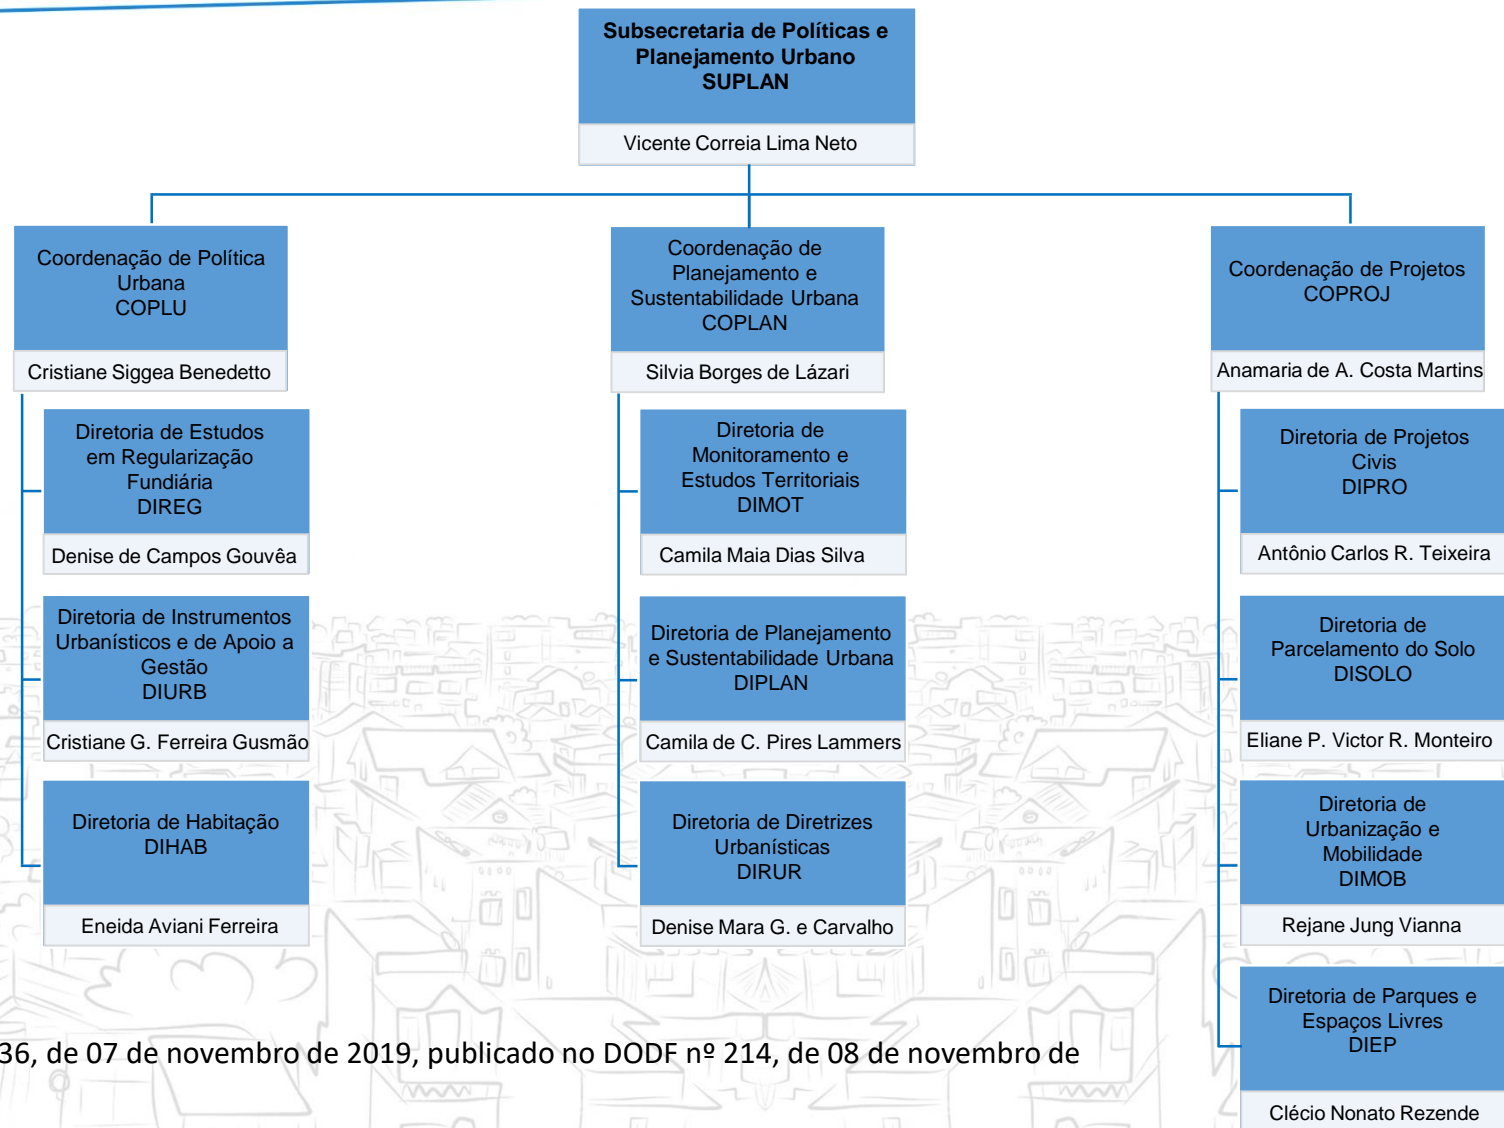 Subsecretaria de Políticas e
Planejamento Urbano
SUPLAN
Vicente Correia Lima Neto
Coordenação de Política
Urbana
COPLU
Cristiane Siggea Benedetto
Diretoria de Estudos
em Regularização
Fundiária
DIREG
Denise de Campos Gouvêa
Diretoria de Instrumentos
Urbanísticos e de Apoio a
Gestão
DIURB
Cristiane G. Ferreira Gusmão
Diretoria de Habitação
DIHAB
Eneida Aviani Ferreira
Coordenação de
Planejamento e
Sustentabilidade Urbana
COPLAN
Silvia Borges de Lázari
Diretoria de
Monitoramento e
Estudos Territoriais
DIMOT
Camila Maia Dias Silva
Diretoria de Planejamento
e Sustentabilidade Urbana
DIPLAN
Camila de C. Pires Lammers
Diretoria de Diretrizes
Urbanísticas
DIRUR
Denise Mara G. e Carvalho
Coordenação de Projetos
COPROJ
Anamaria de A. Costa Martins
Diretoria de Projetos
Civis
DIPRO
Antônio Carlos R. Teixeira
Diretoria de
Parcelamento do Solo
DISOLO
Eliane P. Victor R. Monteiro
Diretoria de
Urbanização e
Mobilidade
DIMOB
Rejane Jung Vianna
Diretoria de Parques e
Espaços Livres
DIEP
Clécio Nonato Rezende
36, de 07 de novembro de 2019, publicado no DODF nº 214, de 08 de novembro de